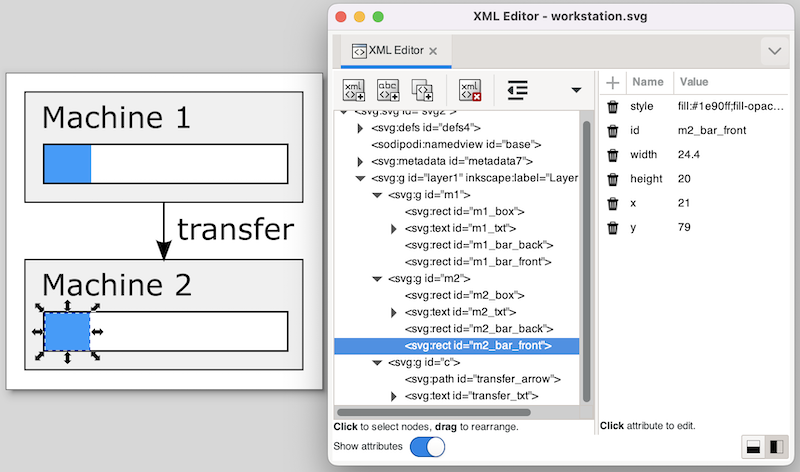 XML Editor - workstation.svg
XML Editor
Machine 1
transfer
Machine 2
xml
abc
xml
<svg:svg id="svg2">
<svg:defs id="defs4">
<sodipodi:namedview id="base">
<svg:metadata id="metadata7">
<svg:g id="layer1" inkscape:label="Layer
<svg:g id="m1">
<svg:rect id="m1_box">
<svg:text id="m1_txt">
<svg:rect id="m1_bar_back">
<svg:rect id="m1_bar_front">
<svg:g id="m2">
<svg:rect id="m2_box">
<svg:text id="m2_txt">
<svg:rect id="m2_bar_back">
<svg:rect id="m2_bar_front">
<svg:g id="c">
<svg:path id="transfer_arrow">
<svg:text id="transfer_txt">
Click to select nodes, drag to rearrange.
Show attributes
Name Value
style fill:#1e90ff;fill-opac...
id m2_bar_front
width 24.4
height 20
x 21
y 79
Click attribute to edit.